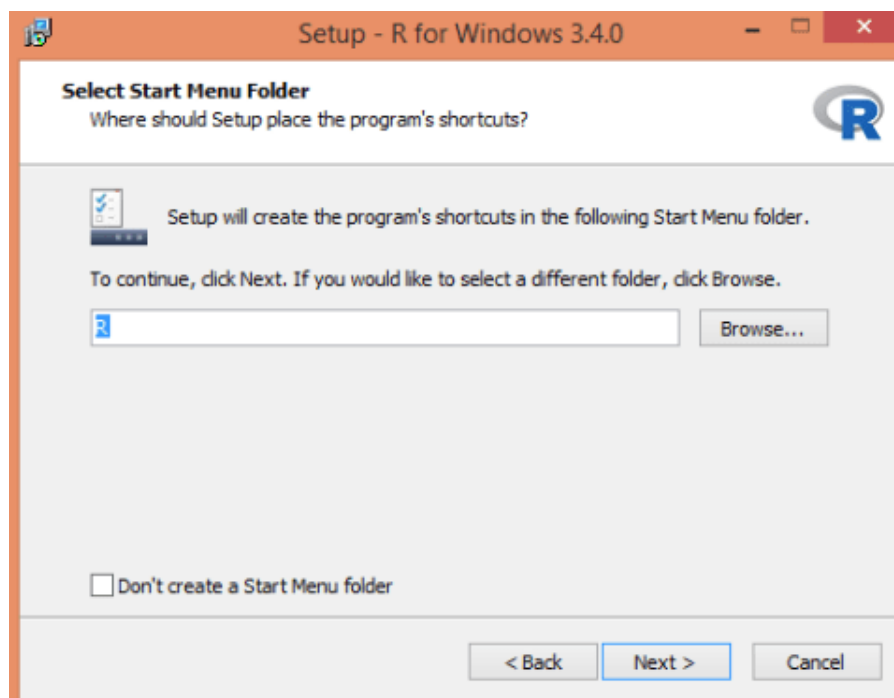 Setup - R for Windows 3.4.0
Select Start Menu Folder
Where should Setup place the program's shortcuts?
R
Setup will create the program's shortcuts in the following Start Menu folder.
To continue, click Next. If you would like to select a different folder, click Browse.
R
Browse...
Don't create a Start Menu folder
< Back
Next >
Cancel